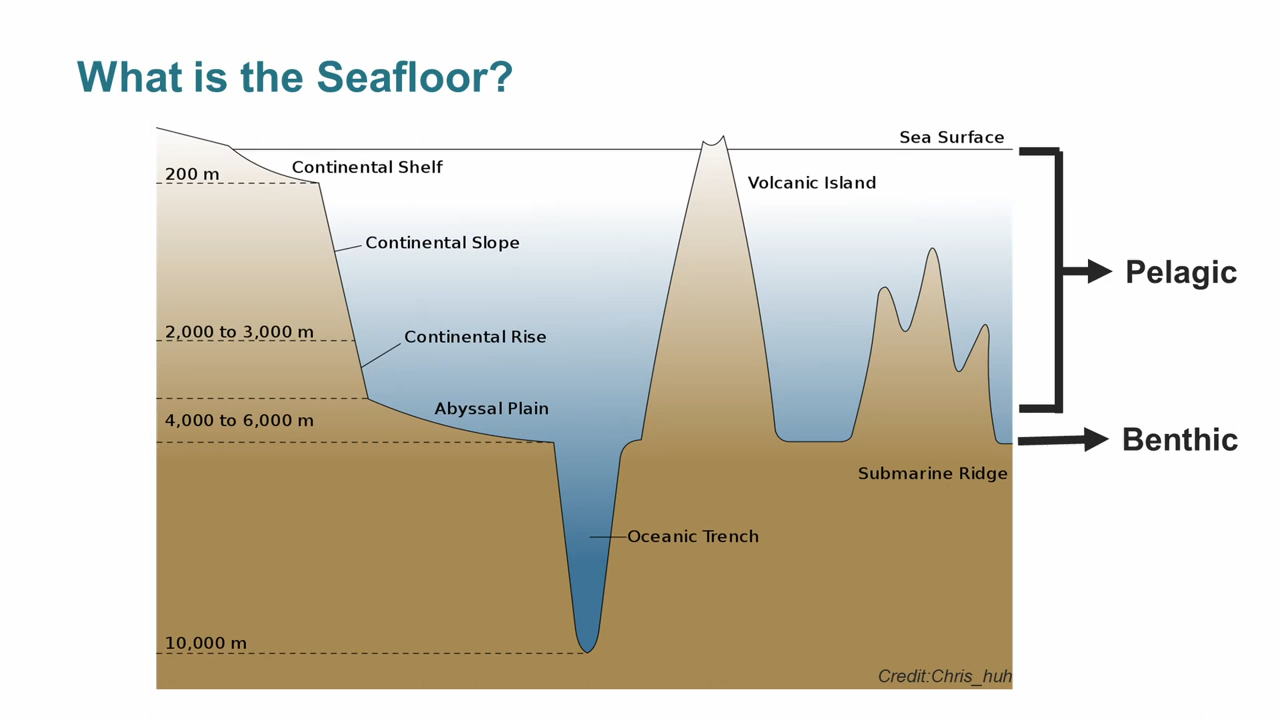 What is the Seafloor?
Sea Surface
Continental Shelf
200 m
Volcanic Island
Continental Slope
Pelagic
2,000 to 3,000 m
Continental Rise
Abyssal Plain
4,000 to 6,000 m
Benthic
Submarine Ridge
Oceanic Trench
10,000 m
Credit:Chris_huh